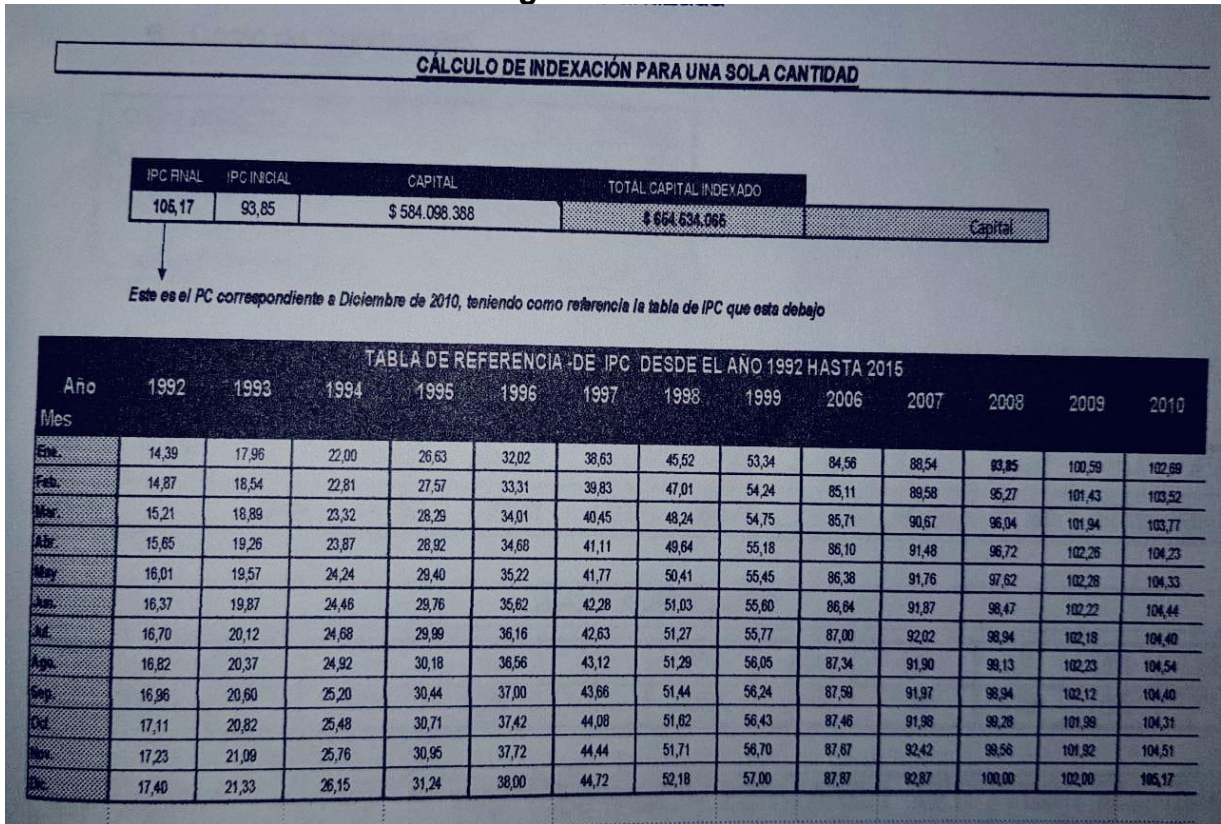 CÁLCULO DE INDEXACIÓN PARA UNA SOLA CANTIDAD
IPC FINAL IPC INICIAL CAPITAL TOTAL CAPITAL INDEXADO
105,17 93,85 $ 584.098.388 $ 654.634.065 Capital
Este es el PC correspondiente a Diciembre de 2010, teniendo como referencia la tabla de IPC que esta debajo
TABLA DE REFERENCIA -DE IPC DESDE EL AÑO 1992 HASTA 2015
Año 1992 1993 1994 1995 1996 1997 1998 1999 2006 2007 2008 2009 2010
Mes
Ene. 14,39 17,96 22,00 26,63 32,02 38,63 45,52 53,34 84,56 88,54 93,85 100,59 102,69
Feb. 14,87 18,54 22,81 27,57 33,31 39,83 47,01 54,24 85,11 89,58 95,27 101,43 103,52
Mar. 15,21 18,89 23,32 28,29 34,01 40,45 48,24 54,75 85,71 90,67 96,04 101,94 103,77
Abr. 15,65 19,26 23,87 28,92 34,68 41,11 49,64 55,18 86,10 91,48 96,72 102,26 104,23
May 16,01 19,57 24,24 29,40 35,22 41,77 50,41 55,45 86,38 91,76 97,62 102,28 104,33
Jun. 16,37 19,87 24,46 29,76 35,62 42,28 51,03 55,60 86,64 91,87 98,47 102,22 104,44
Jul. 16,70 20,12 24,68 29,99 36,16 42,63 51,27 55,77 87,00 92,02 98,94 102,18 104,40
Ago. 16,82 20,37 24,92 30,18 36,56 43,12 51,29 56,05 87,34 91,90 99,13 102,23 104,54
Sep. 16,96 20,60 25,20 30,44 37,00 43,66 51,44 56,24 87,59 91,97 98,94 102,12 104,40
Oct. 17,11 20,82 25,48 30,71 37,42 44,08 51,62 56,43 87,46 91,98 99,28 101,99 104,31
Nov. 17,23 21,09 25,76 30,95 37,72 44,44 51,71 56,70 87,67 92,42 99,56 101,92 104,51
Dic. 17,40 21,33 26,15 31,24 38,00 44,72 52,18 57,00 87,87 92,87 100,00 102,00 105,17